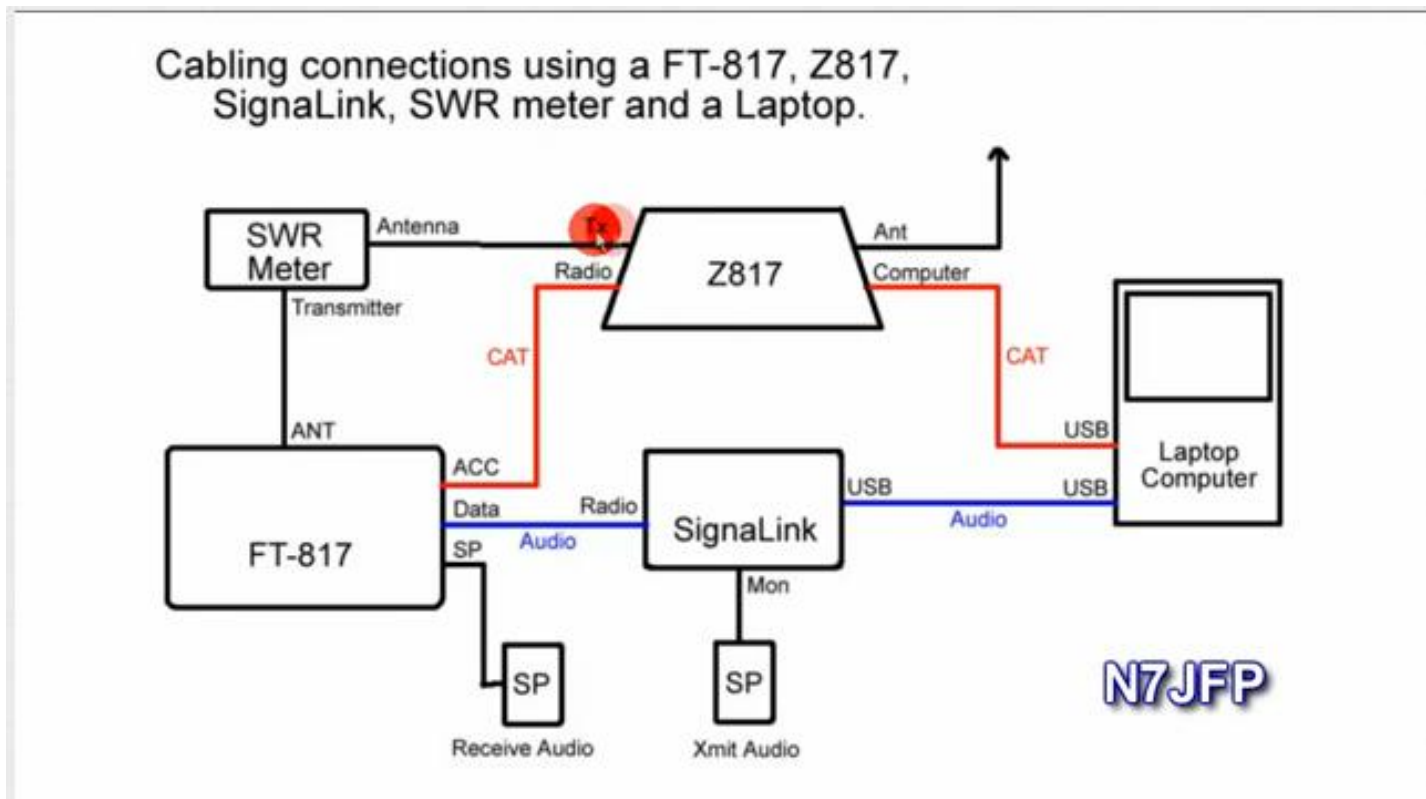 Cabling connections using a FT-817, Z817,
SignaLink, SWR meter and a Laptop.
SWR
Meter
Antenna
Tx
Radio
Z817
Ant
Computer
Transmitter
CAT
CAT
ANT
ACC
Data
SP
FT-817
Radio
Audio
SignaLink
USB
Audio
USB
USB
Laptop
Computer
Mon
SP
Receive Audio
SP
Xmit Audio
N7JFP